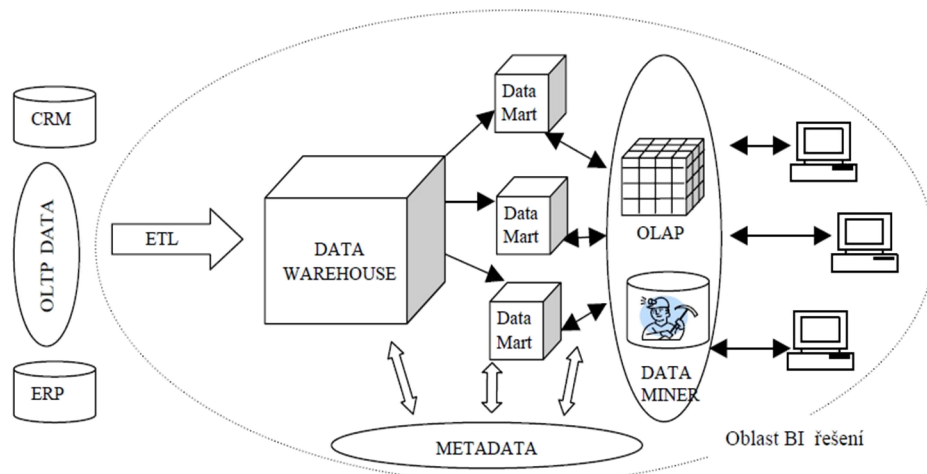 CRM
OLTP DATA
ERP
ETL
DATA
WAREHOUSE
Data
Mart
Data
Mart
Data
Mart
OLAP
DATA
MINER
METADATA
Oblast BI řešení